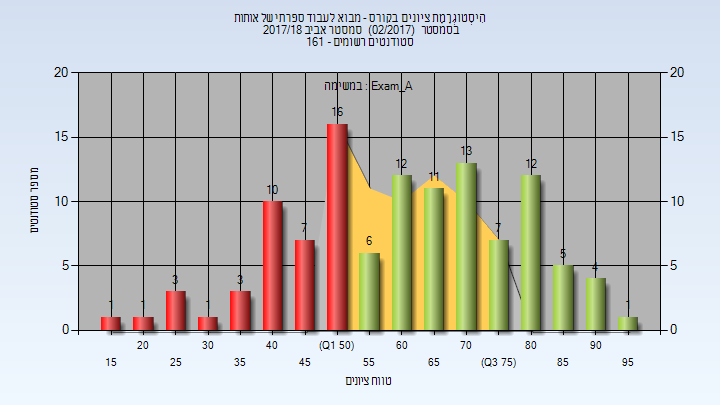 היסטוגרמת ציונים בקורס - מבוא לעבוד ספרתי של אותות
בסמסטר (02/2017) סמסטר אביב 2017/18
סטודנטים רשומים - 161
במשימה : Exam_A
מספר סטודנטים
20 20
15 15
10 10
5 5
0 0
1 1 3 1 3 10 7 16 6 12 11 13 7 12 5 4 1
20 30 40 (Q1 50) 60 70 80 90
15 25 35 45 55 65 (Q3 75) 85 95
טווח ציונים